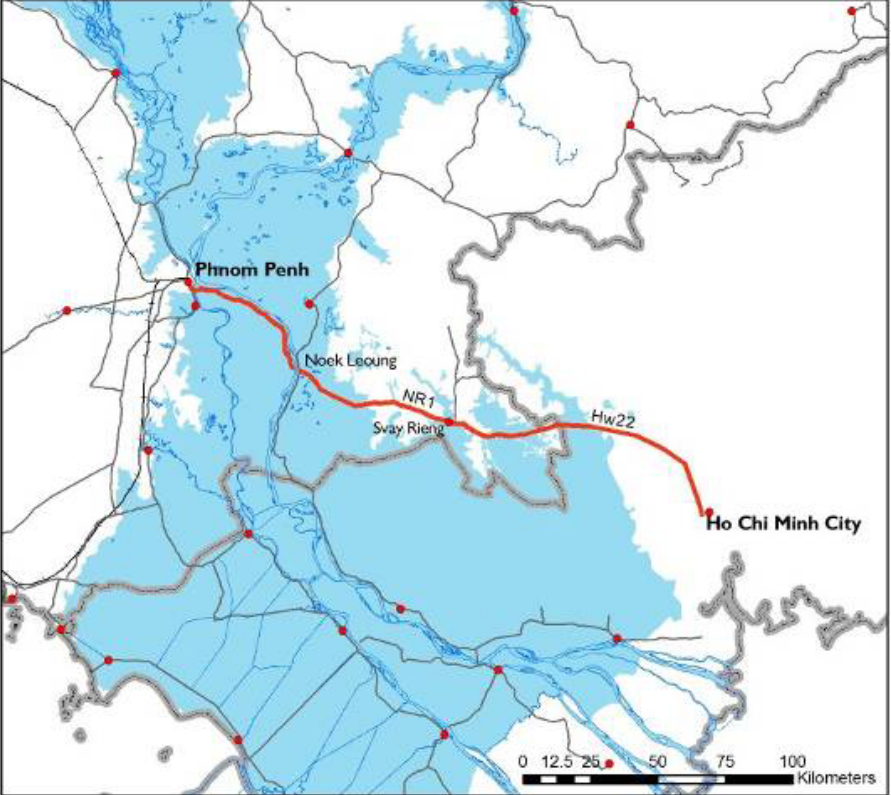 Phnom Penh
Noek Leoung
NR1
Svay Rieng
Hw22
Ho Chi Minh City
0 12.5 25 50 75 100
Kilometers